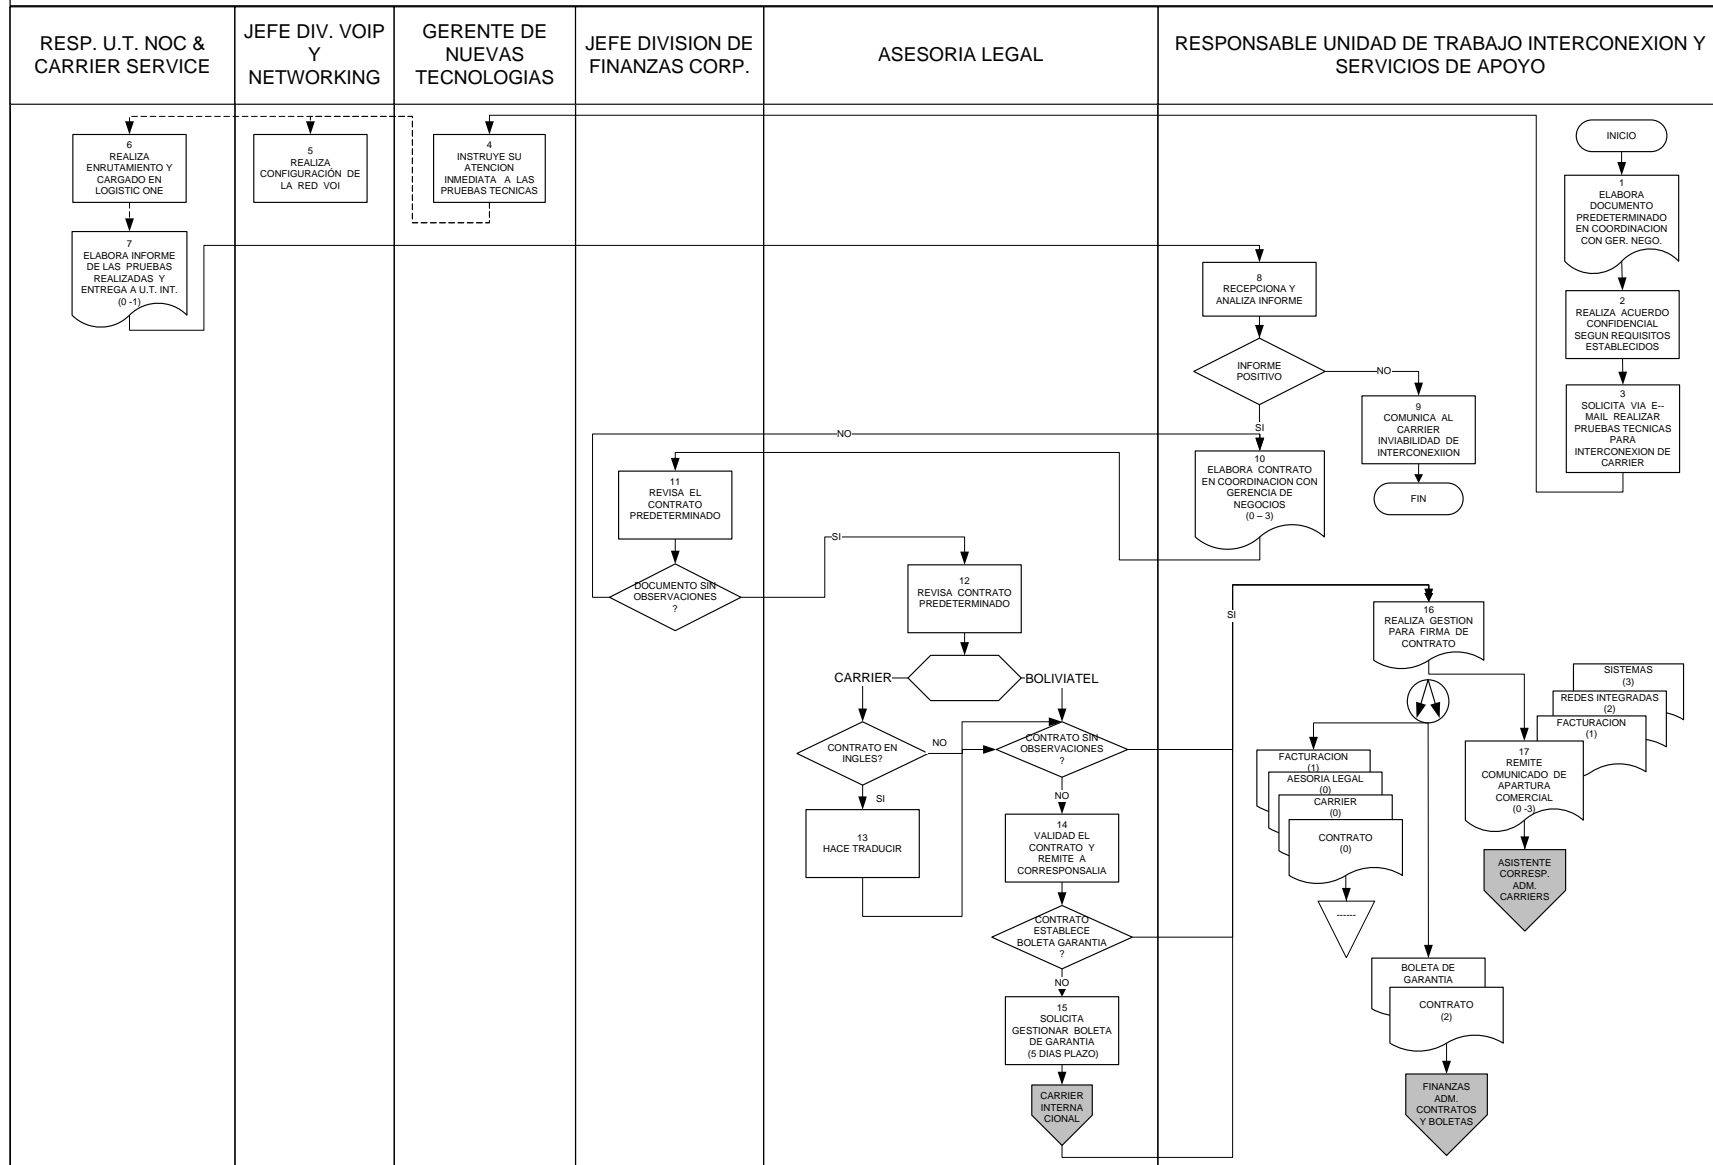 RESP. U.T. NOC &
CARRIER SERVICE
JEFE DIV. VOIP
Y
NETWORKING
GERENTE DE
NUEVAS
TECNOLOGIAS
JEFE DIVISION DE
FINANZAS CORP.
ASESORIA LEGAL
RESPONSABLE UNIDAD DE TRABAJO INTERCONEXION Y
SERVICIOS DE APOYO
INICIO
1
ELABORA
DOCUMENTO
PREDETERMINADO
EN COORDINACION
CON GER. NEGO.
2
REALIZA ACUERDO
CONFIDENCIAL
SEGUN REQUISITOS
ESTABLECIDOS
3
SOLICITA VIA E--
MAIL REALIZAR
PRUEBAS TECNICAS
PARA
INTERCONEXION DE
CARRIER
4
INSTRUYE SU
ATENCION
INMEDIATA A LAS
PRUEBAS TECNICAS
5
REALIZA
CONFIGURACIÓN DE
LA RED VOI
6
REALIZA
ENRUTAMIENTO Y
CARGADO EN
LOGISTIC ONE
7
ELABORA INFORME
DE LAS PRUEBAS
REALIZADAS Y
ENTREGA A U.T. INT.
(0 -1)
8
RECEPCIONA Y
ANALIZA INFORME
INFORME
POSITIVO
NO
SI
9
COMUNICA AL
CARRIER
INVIABILIDAD DE
INTERCONEXIION
FIN
10
ELABORA CONTRATO
EN COORDINACION CON
GERENCIA DE
NEGOCIOS
(0 – 3)
NO
11
REVISA EL
CONTRATO
PREDETERMINADO
DOCUMENTO SIN
OBSERVACIONES
?
SI
12
REVISA CONTRATO
PREDETERMINADO
CARRIER
BOLIVIATEL
CONTRATO EN
INGLES?
NO
SI
13
HACE TRADUCIR
CONTRATO SIN
OBSERVACIONES
?
SI
NO
14
VALIDAD EL
CONTRATO Y
REMITE A
CORRESPONSALIA
CONTRATO
ESTABLECE
BOLETA GARANTIA
?
NO
15
SOLICITA
GESTIONAR BOLETA
DE GARANTIA
(5 DIAS PLAZO)
CARRIER
INTERNA
CIONAL
16
REALIZA GESTION
PARA FIRMA DE
CONTRATO
SISTEMAS
(3)
REDES INTEGRADAS
(2)
FACTURACION
(1)
17
REMITE
COMUNICADO DE
APARTURA
COMERCIAL
(0 -3)
ASISTENTE
CORRESP.
ADM.
CARRIERS
FACTURACION
(1)
AESORIA LEGAL
(0)
CARRIER
(0)
CONTRATO
(0)
------
BOLETA DE
GARANTIA
CONTRATO
(2)
FINANZAS
ADM.
CONTRATOS
Y BOLETAS